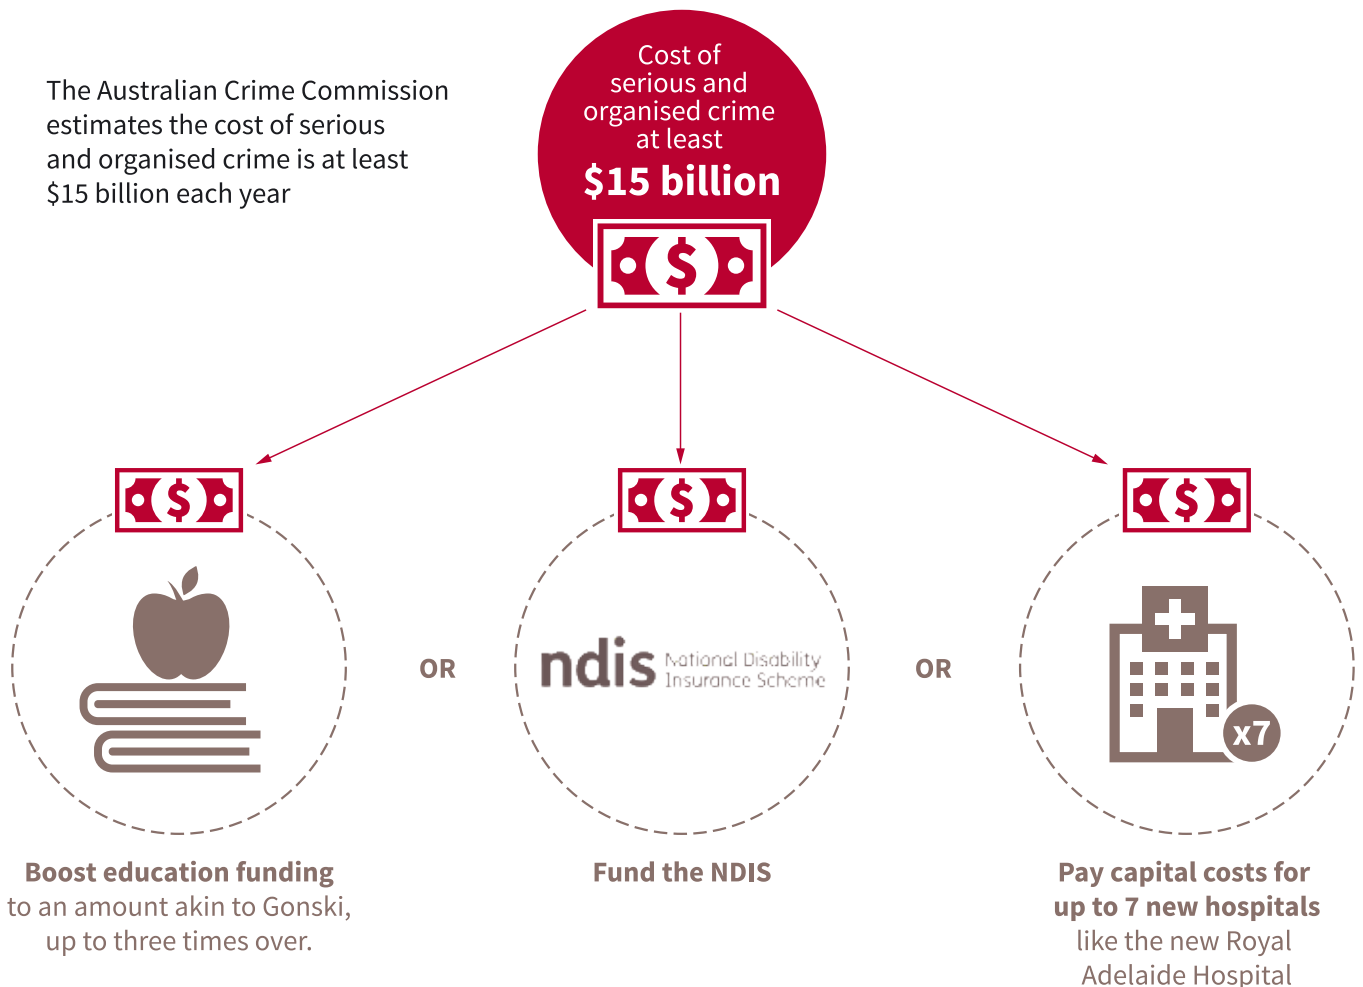 The Australian Crime Commission
estimates the cost of serious
and organised crime is at least
$15 billion each year
Cost of
serious and
organised crime
at least
$15 billion
$
$
$
$
OR
ndis National Disability
Insurance Scheme
OR
x7
Boost education funding
to an amount akin to Gonski,
up to three times over.
Fund the NDIS
Pay capital costs for
up to 7 new hospitals
like the new Royal
Adelaide Hospital